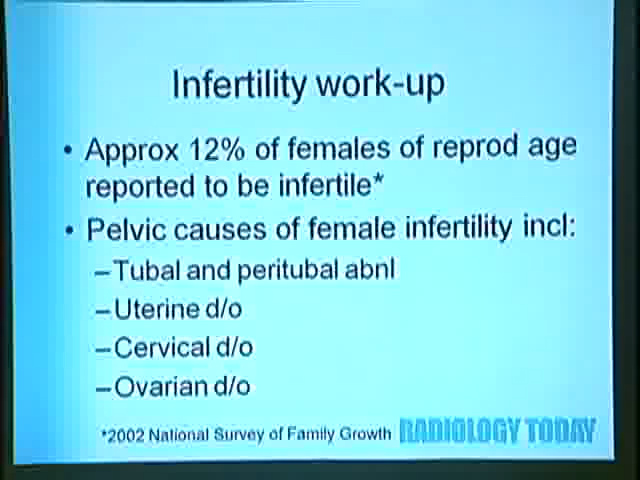 Infertility work-up
• Approx 12% of females of reprod age
reported to be infertile*
• Pelvic causes of female infertility incl:
–Tubal and peritubal abnl
–Uterine d/o
–Cervical d/o
–Ovarian d/o
*2002 National Survey of Family Growth RADIOLOGY TODAY